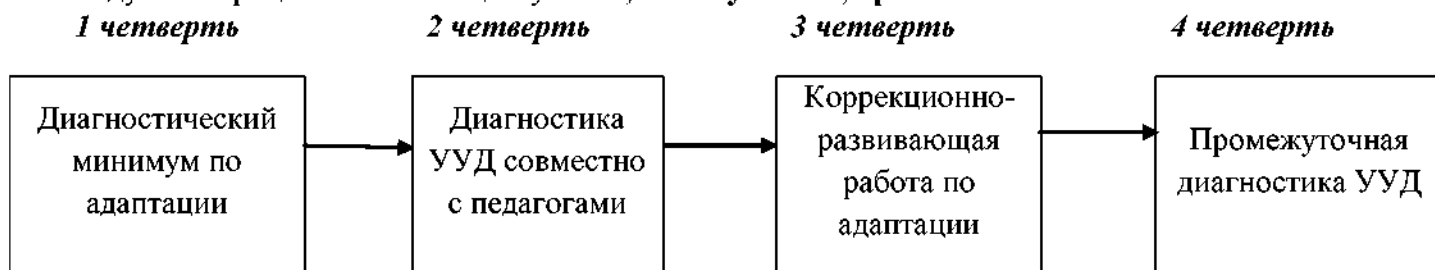 1 четверть
2 четверть
3 четверть
4 четверть
Диагностический
минимум по
адаптации
Диагностика
УУД совместно
с педагогами
Коррекционно-
развивающая
работа по
адаптации
Промежуточная
диагностика УУД